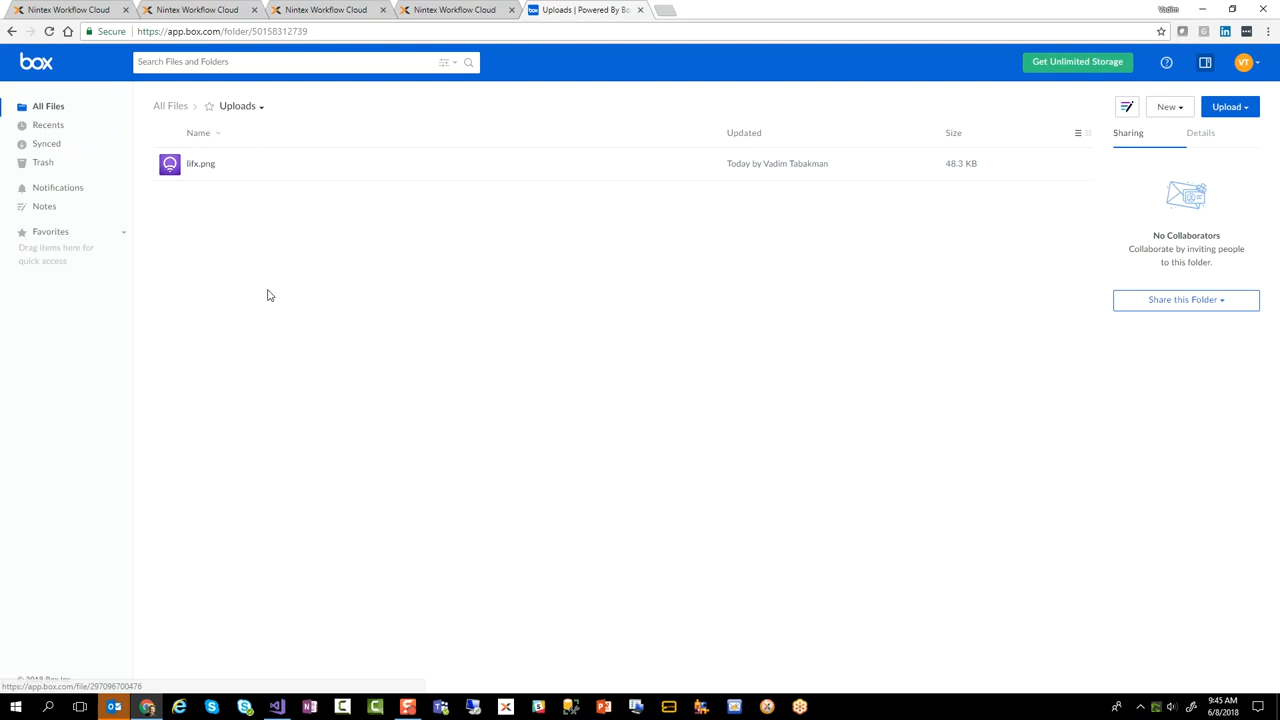 Nintex Workflow Cloud
Nintex Workflow Cloud
Nintex Workflow Cloud
Nintex Workflow Cloud
Uploads | Powered By Bo
Vadim
Secure
https://app.box.com/folder/50158312739
box
Search Files and Folders
Get Unlimited Storage
VT
All Files
Recents
Synced
Trash
Notifications
Notes
Favorites
Drag items here for
quick access
All Files > Uploads
New
Upload
Name
Updated
Size
Sharing
Details
lifx.png
Today by Vadim Tabakman
48.3 KB
No Collaborators
Collaborate by inviting people
to this folder.
Share this Folder
© 2018 Box Inc.
https://app.box.com/file/297096700476
9:45 AM
6/8/2018